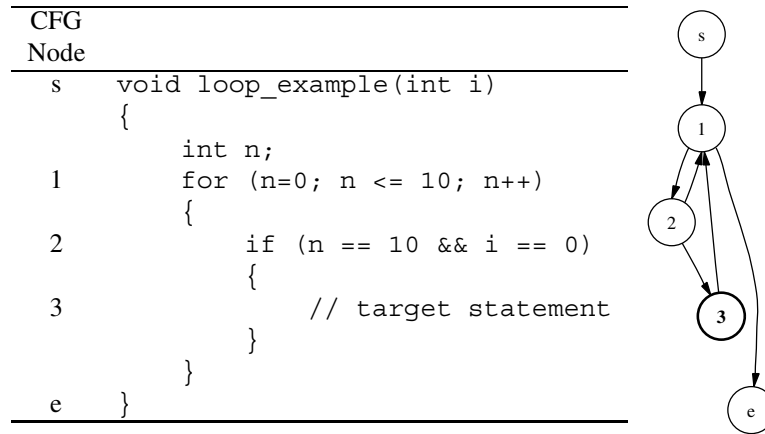 CFG
Node
s void loop_example(int i)
{
int n;
1 for (n=0; n <= 10; n++)
{
2 if (n == 10 && i == 0)
{
3 // target statement
}
}
e }
s
1
2
3
e